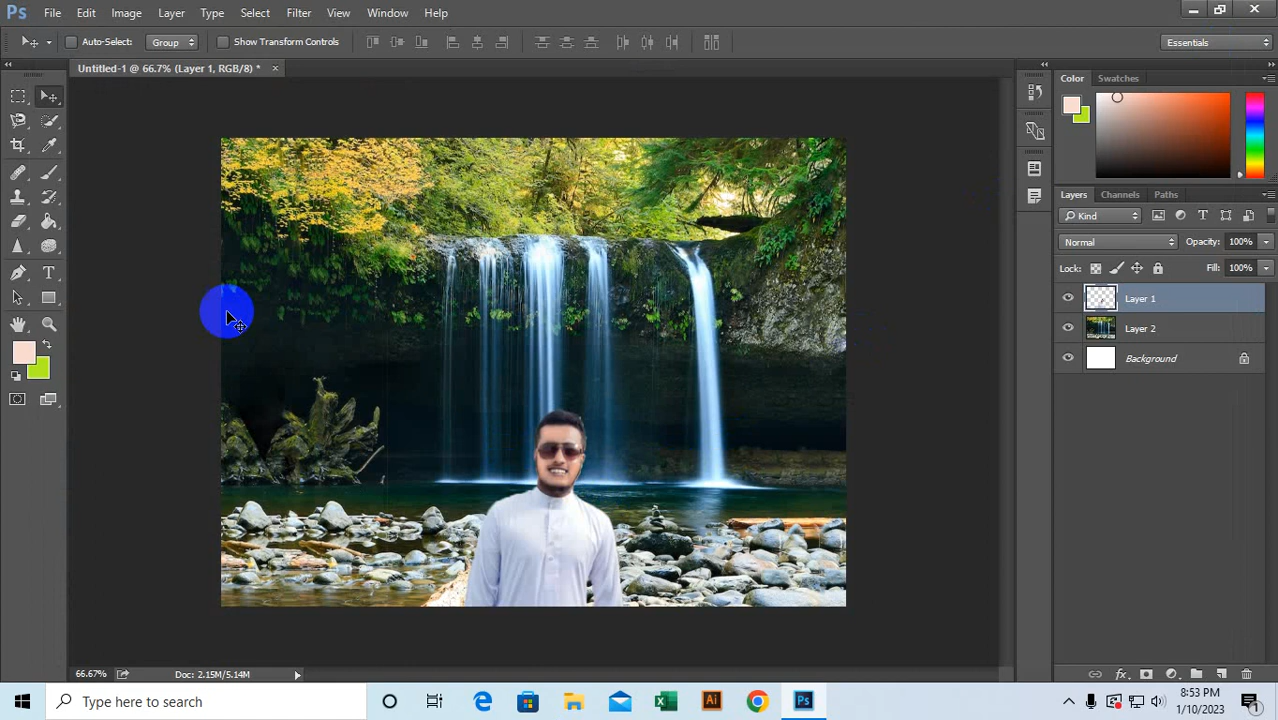 Ps File Edit Image Layer Type Select Filter View Window Help
Auto-Select: Group Show Transform Controls Essentials
Untitled-1 @ 66.7% (Layer 1, RGB/8) * ×
Color Swatches
Layers Channels Paths
Kind
Normal Opacity: 100%
Lock: Fill: 100%
Layer 1
Layer 2
Background
66.67% Doc: 2.15M/5.14M
Type here to search
8:53 PM
1/10/2023